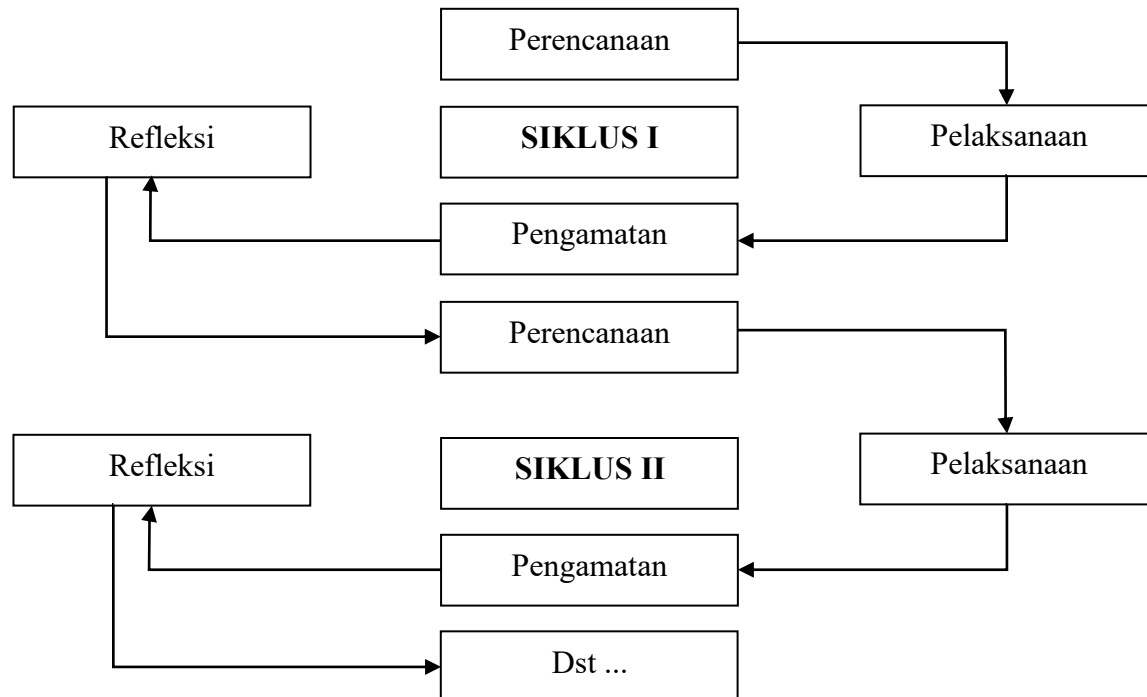 Perencanaan
Refleksi
SIKLUS I
Pelaksanaan
Pengamatan
Perencanaan
Refleksi
SIKLUS II
Pelaksanaan
Pengamatan
Dst ...